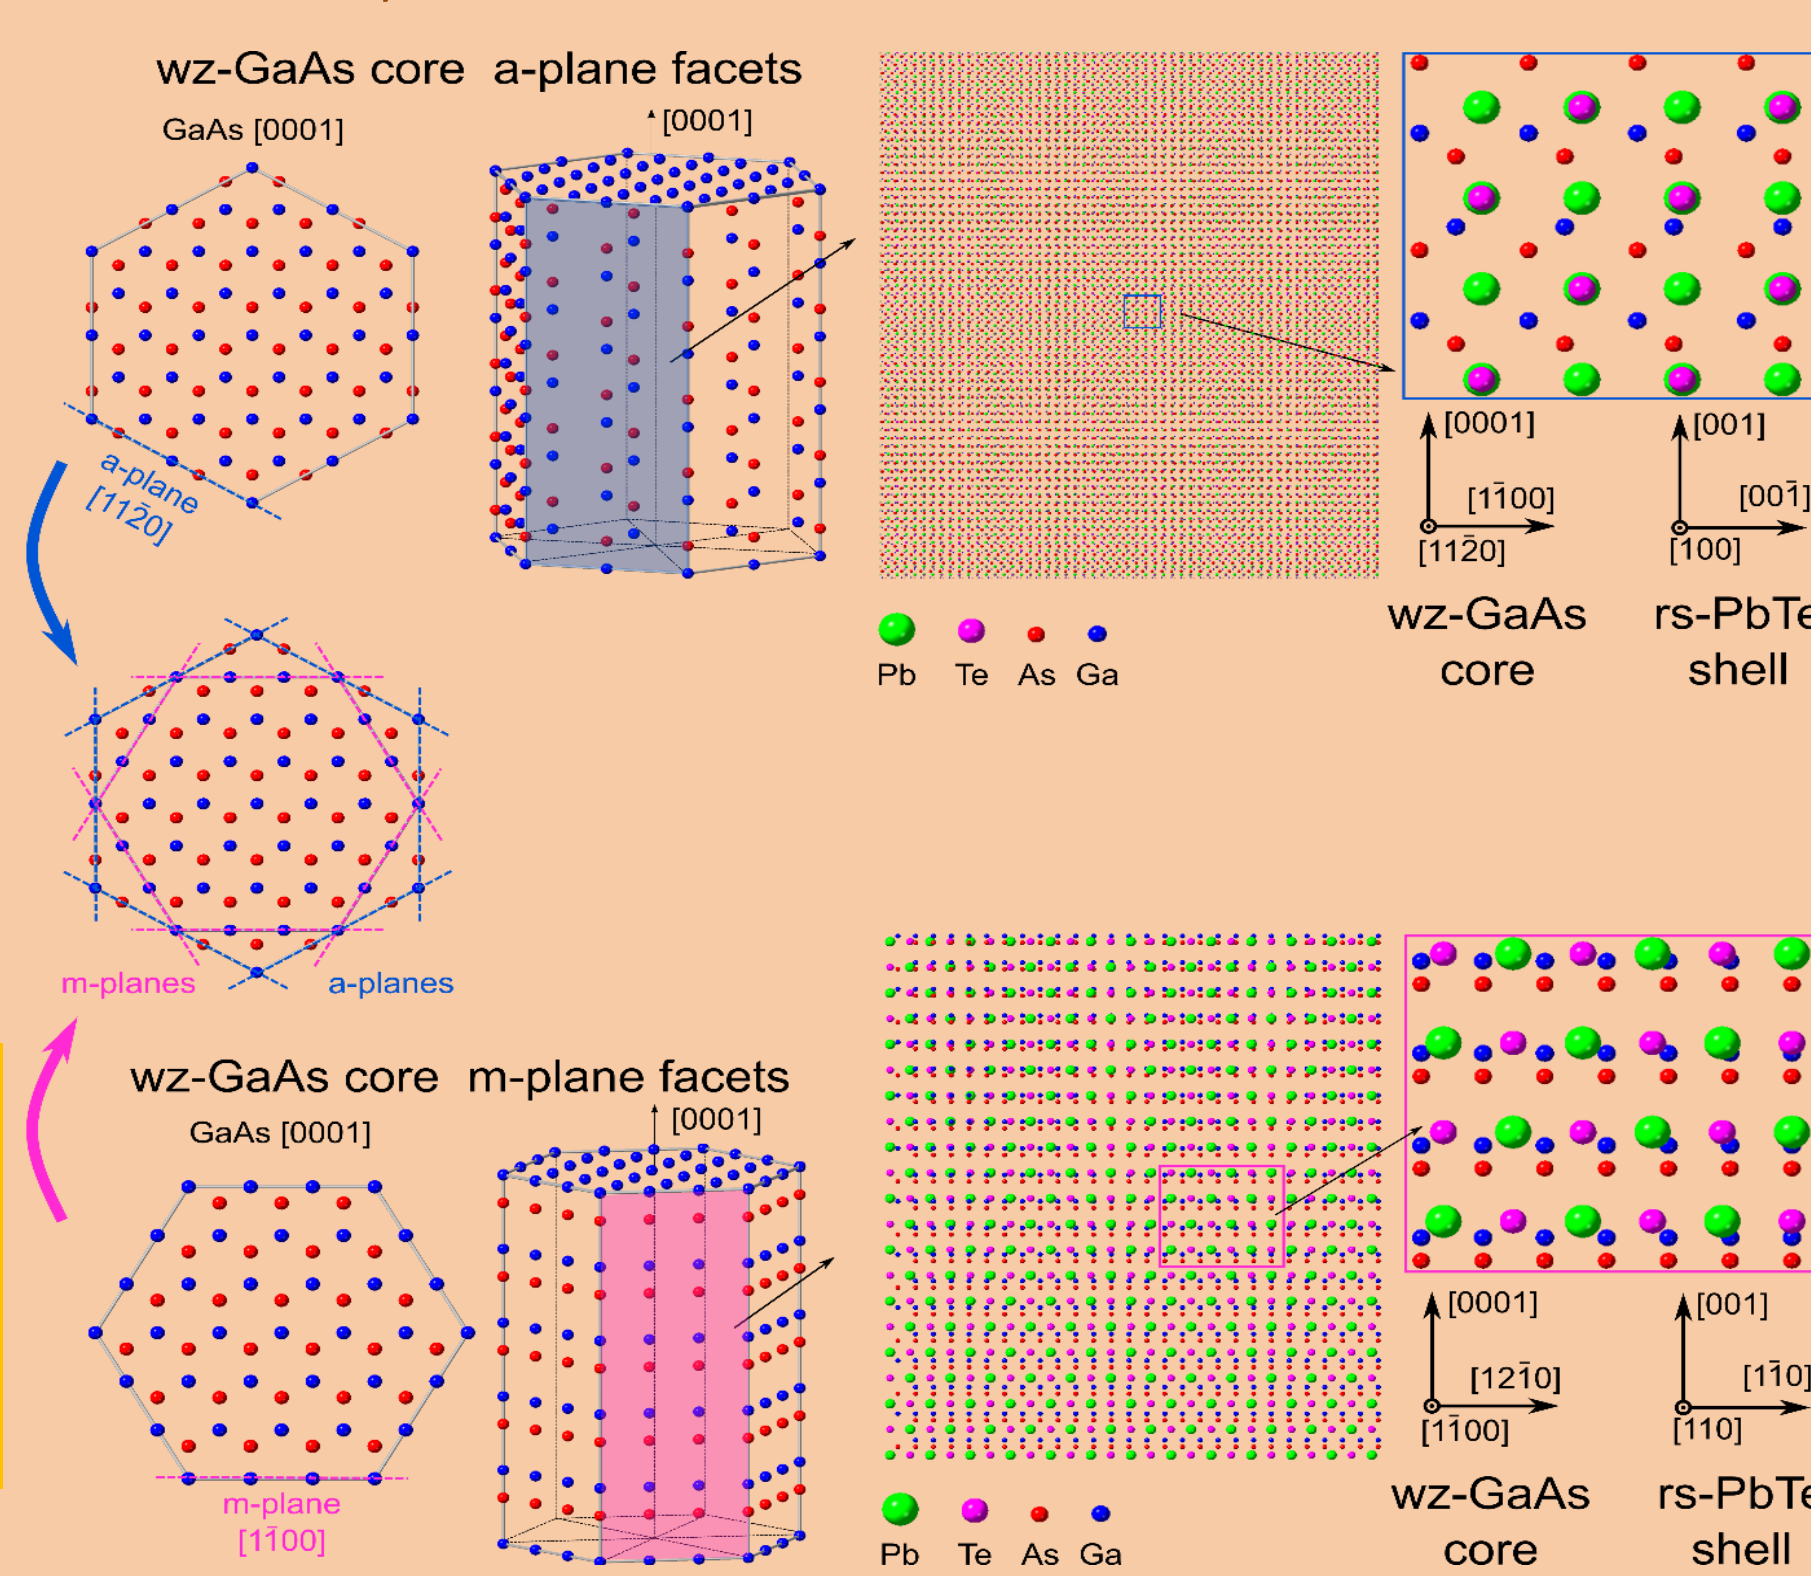 wz-GaAs core a-plane facets
GaAs [0001]
[0001]
a-plane
[112̄0]
[0001]
[11̄00]
[112̄0]
[001]
[001̄]
[100]
wz-GaAs
core
rs-PbTe
shell
Pb Te As Ga
m-planes
a-planes
wz-GaAs core m-plane facets
GaAs [0001]
[0001]
m-plane
[11̄00]
[0001]
[12̄10]
[11̄00]
[001]
[11̄0]
[110]
wz-GaAs
core
rs-PbTe
shell
Pb Te As Ga